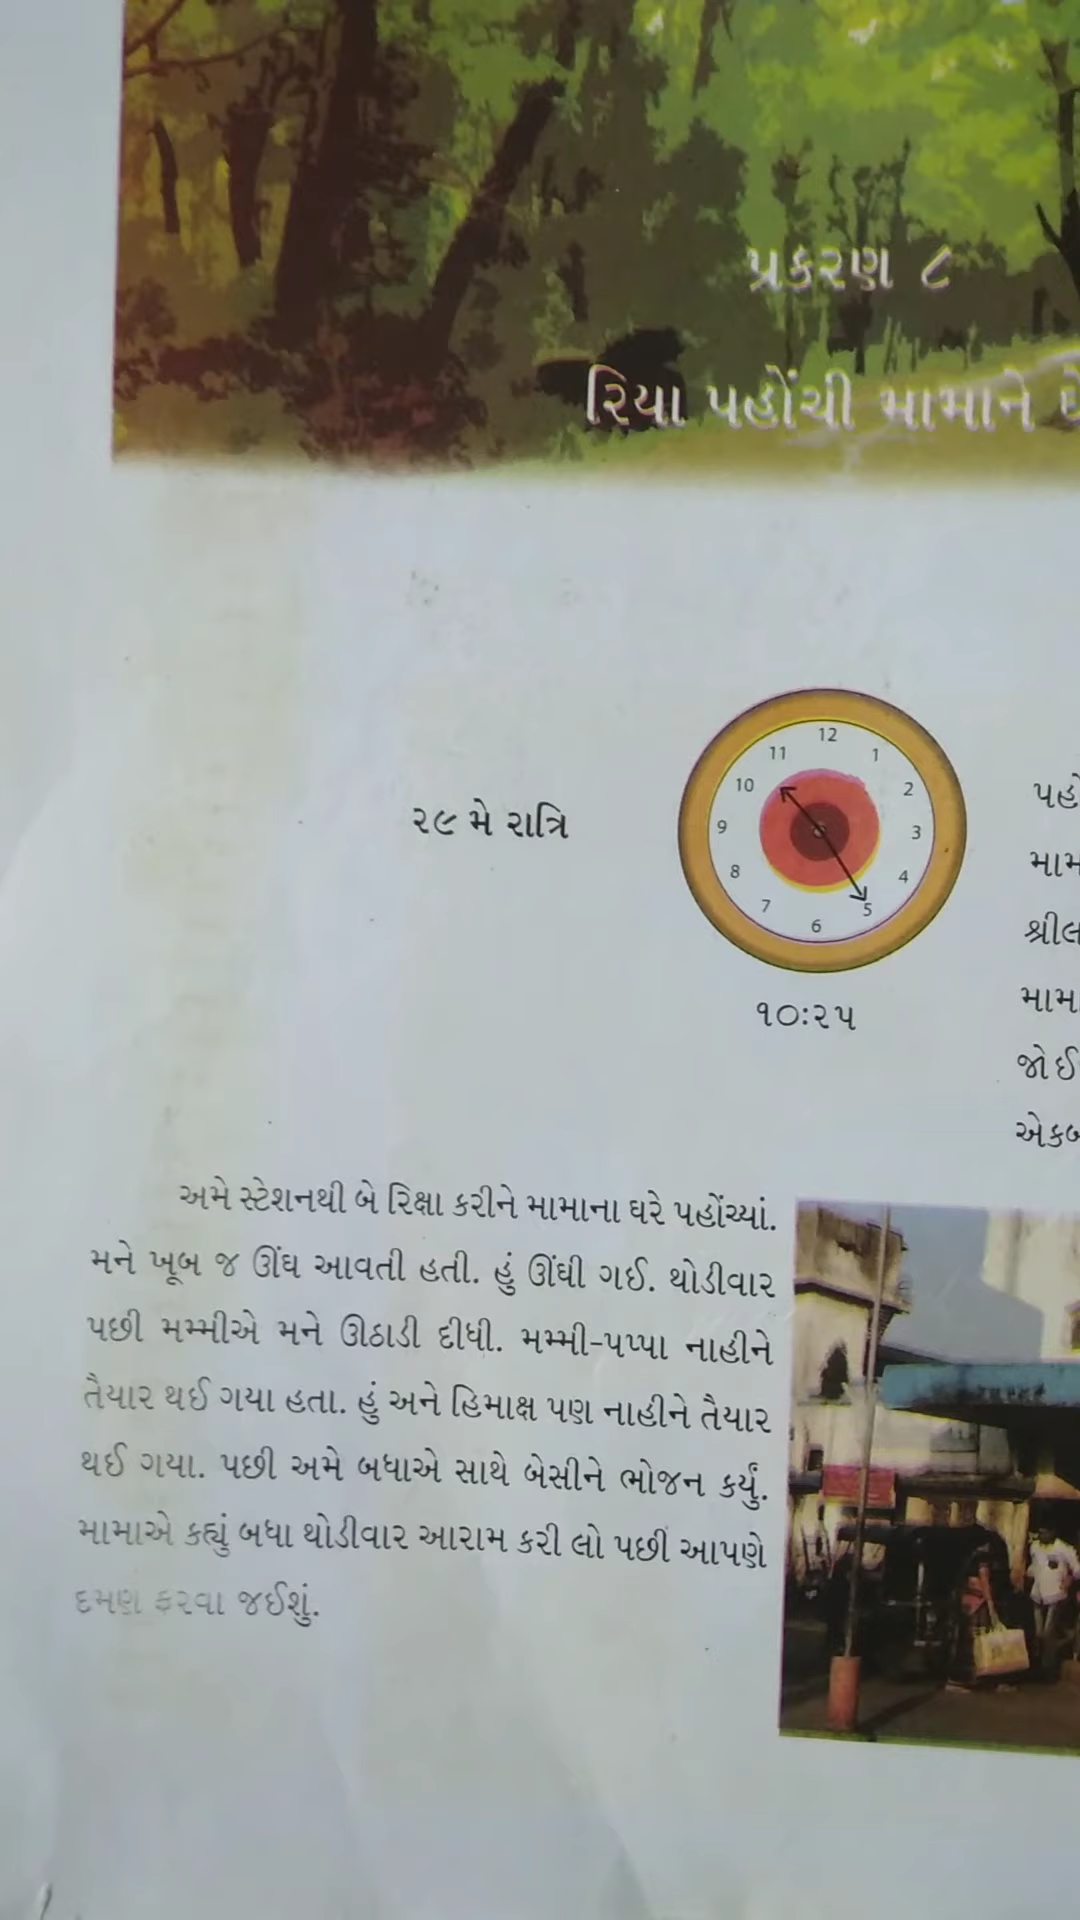 પ્રકરણ ૮
રિયા પહોંચી મામાને
12
11 1
10 2
9 3
8 4
7 5
6
૨૯ મે રાત્રિ
૧૦:૨૫
અમે સ્ટેશનથી બે રિક્ષા કરીને મામાના ઘરે પહોંચ્યાં.
મને ખૂબ જ ઊંઘ આવતી હતી. હું ઊંઘી ગઈ. થોડીવાર
પછી મમ્મીએ મને ઊઠાડી દીધી. મમ્મી-પપ્પા નાહીને
તૈયાર થઈ ગયા હતા. હું અને હિમાક્ષ પણ નાહીને તૈયાર
થઈ ગયા. પછી અમે બધાએ સાથે બેસીને ભોજન કર્યું.
મામાએ કહ્યું બધા થોડીવાર આરામ કરી લો પછી આપણે
દમણ ફરવા જઈશું.